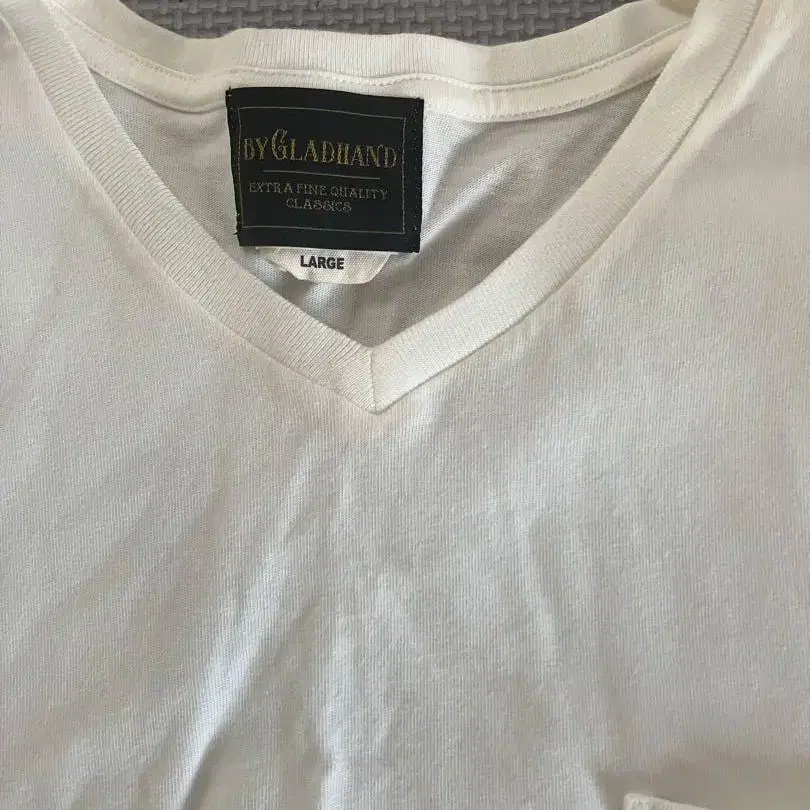 BY GLADHAND
EXTRA FINE QUALITY
CLASSICS
LARGE